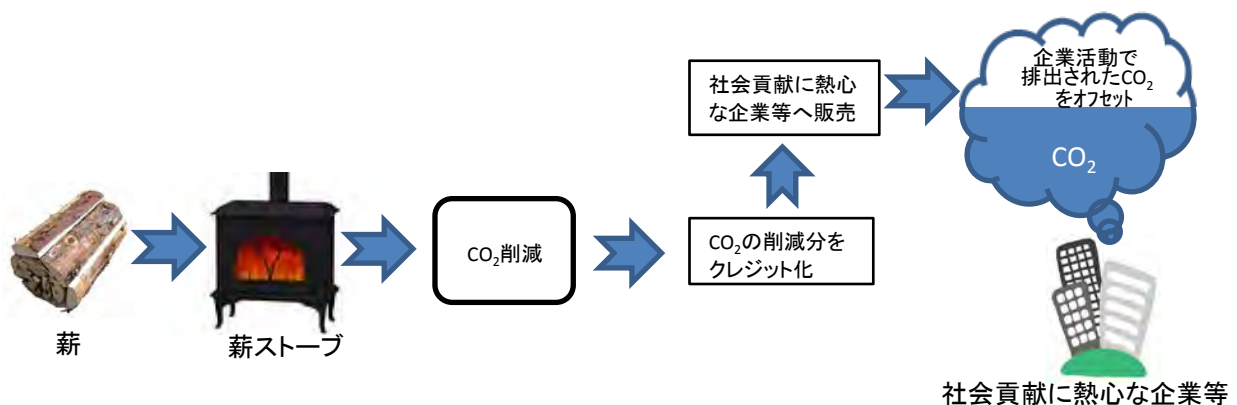 薪
薪ストーブ
CO₂削減
CO₂の削減分を
クレジット化
社会貢献に熱心
な企業等へ販売
企業活動で
排出されたCO₂
をオフセット
CO₂
社会貢献に熱心な企業等